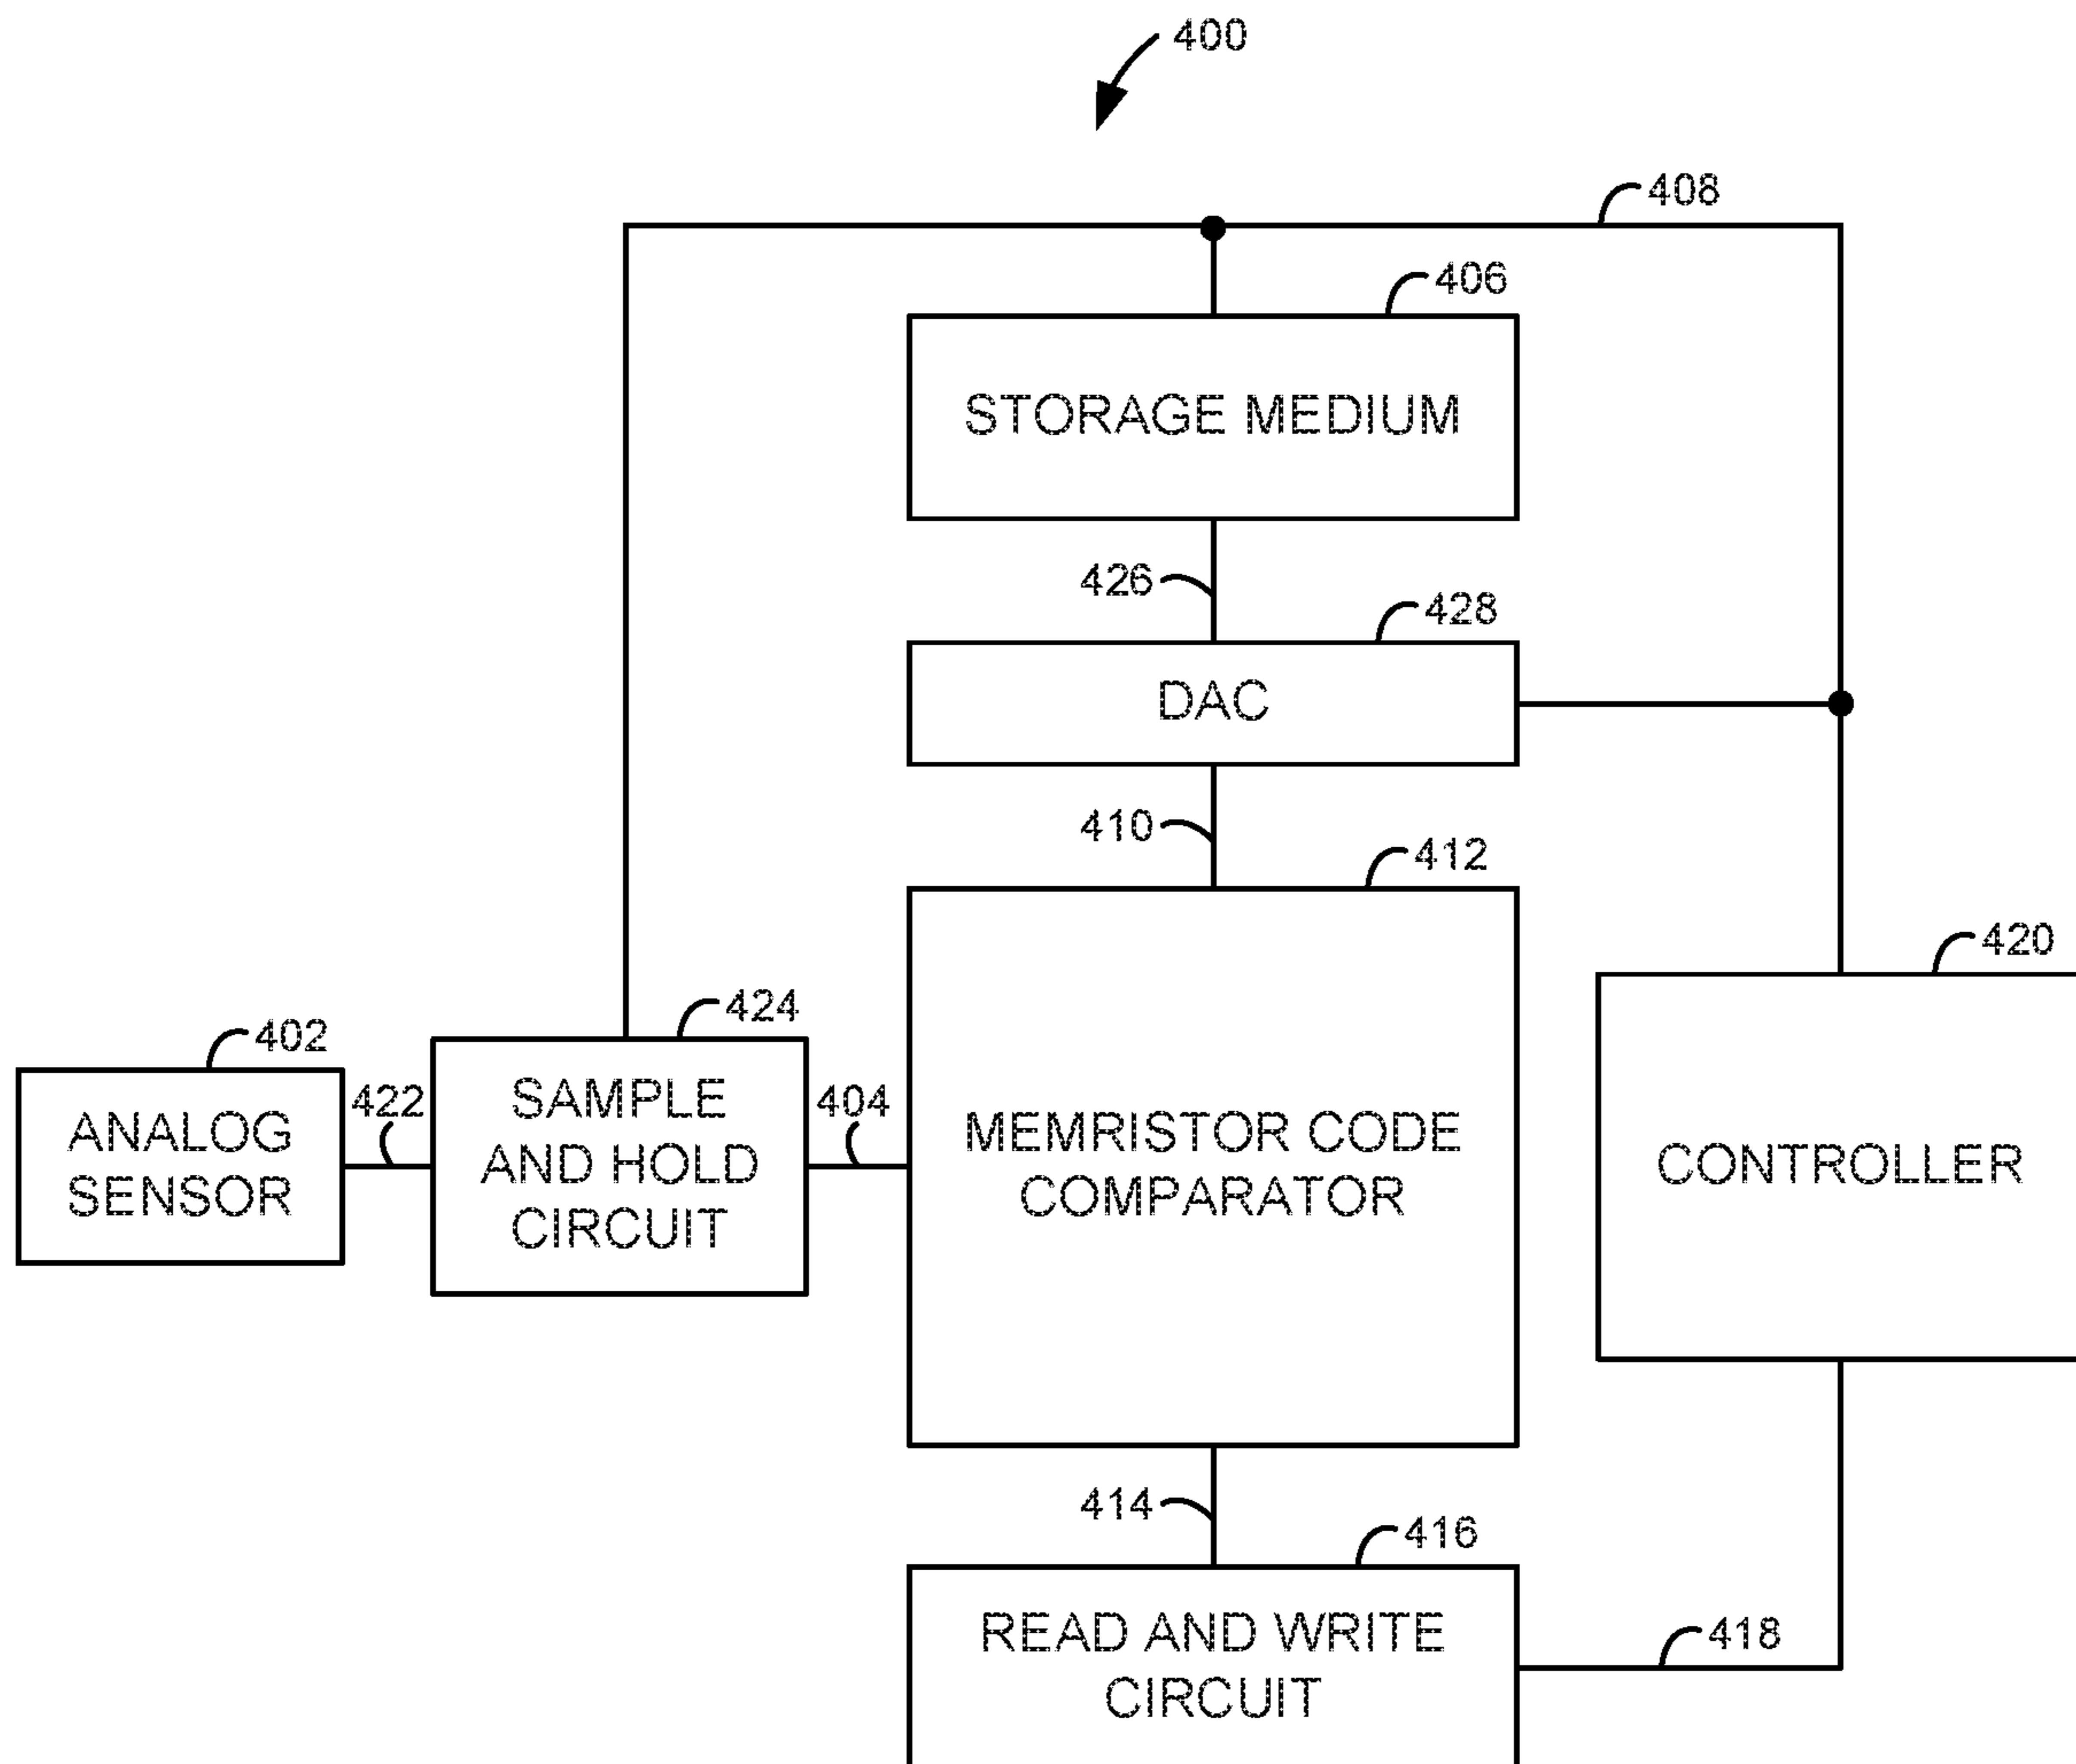 400
408
406
STORAGE MEDIUM
426
428
DAC
410
412
420
424
402
422
404
ANALOG
SENSOR
SAMPLE
AND HOLD
CIRCUIT
MEMRISTOR CODE
COMPARATOR
CONTROLLER
414
416
READ AND WRITE
CIRCUIT
418